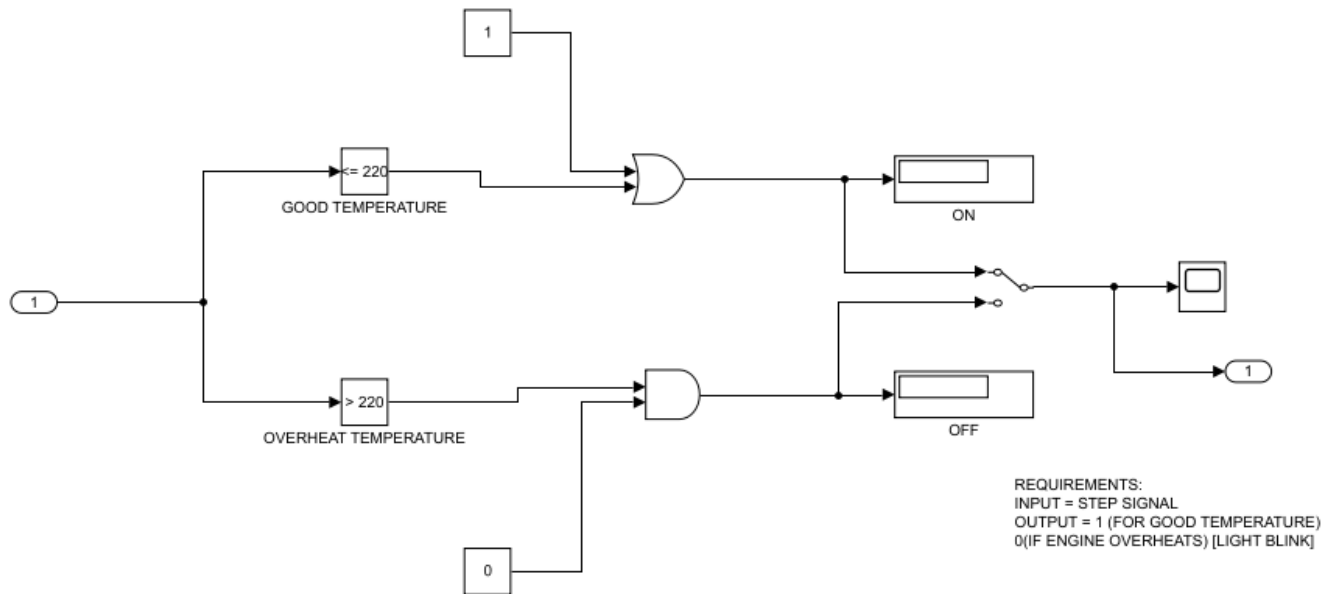 1
<= 220
GOOD TEMPERATURE
ON
1
1
> 220
OVERHEAT TEMPERATURE
OFF
REQUIREMENTS:
INPUT = STEP SIGNAL
OUTPUT = 1 (FOR GOOD TEMPERATURE)
0(IF ENGINE OVERHEATS) [LIGHT BLINK]
0